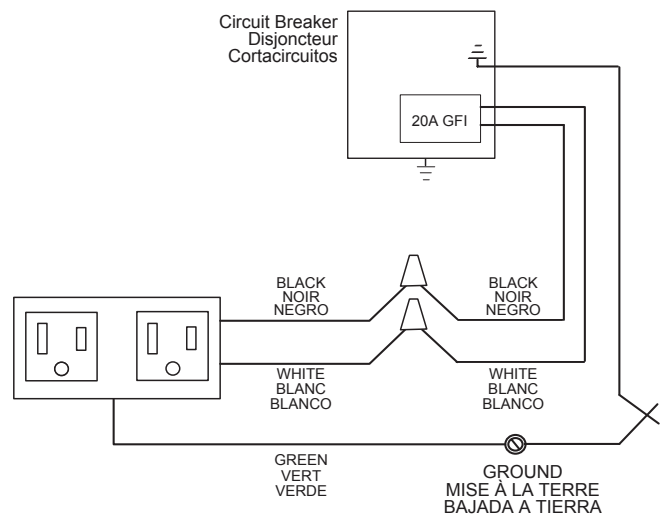 Circuit Breaker
Disjoncteur
Cortacircuitos
20A GFI
BLACK
NOIR
NEGRO
BLACK
NOIR
NEGRO
WHITE
BLANC
BLANCO
WHITE
BLANC
BLANCO
GREEN
VERT
VERDE
GROUND
MISE À LA TERRE
BAJADA A TIERRA